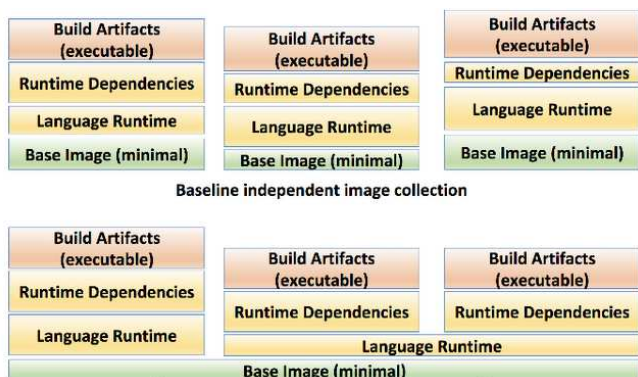 Build Artifacts
(executable)
Runtime Dependencies
Language Runtime
Base Image (minimal)
Build Artifacts
(executable)
Runtime Dependencies
Language Runtime
Base Image (minimal)
Build Artifacts
(executable)
Runtime Dependencies
Language Runtime
Base Image (minimal)
Baseline independent image collection
Build Artifacts
(executable)
Runtime Dependencies
Language Runtime
Build Artifacts
(executable)
Runtime Dependencies
Build Artifacts
(executable)
Runtime Dependencies
Language Runtime
Base Image (minimal)